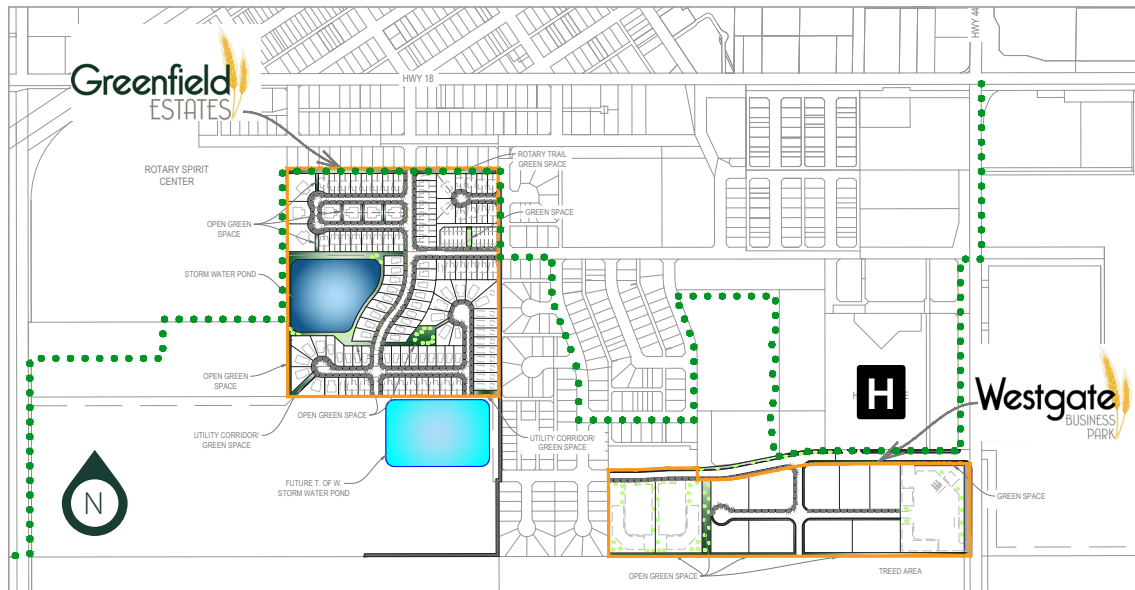 HWY 44
Greenfield
ESTATES
HWY 18
ROTARY TRAIL
GREEN SPACE
ROTARY SPIRIT
CENTER
OPEN GREEN
SPACE
GREEN SPACE
STORM WATER POND
OPEN GREEN
SPACE
H
Westgate
BUSINESS
PARK
OPEN GREEN SPACE
UTILITY CORRIDOR/
GREEN SPACE
UTILITY CORRIDOR/
GREEN SPACE
FUTURE T. OF W.
STORM WATER POND
N
GREEN SPACE
OPEN GREEN SPACE
TREED AREA